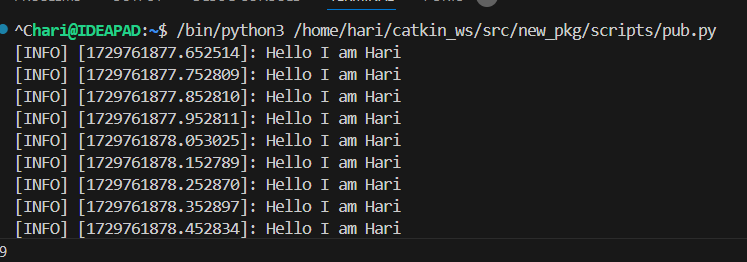 ^Chari@IDEAPAD:~$ /bin/python3 /home/hari/catkin_ws/src/new_pkg/scripts/pub.py
[INFO] [1729761877.652514]: Hello I am Hari
[INFO] [1729761877.752809]: Hello I am Hari
[INFO] [1729761877.852810]: Hello I am Hari
[INFO] [1729761877.952811]: Hello I am Hari
[INFO] [1729761878.053025]: Hello I am Hari
[INFO] [1729761878.152789]: Hello I am Hari
[INFO] [1729761878.252870]: Hello I am Hari
[INFO] [1729761878.352897]: Hello I am Hari
[INFO] [1729761878.452834]: Hello I am Hari
9